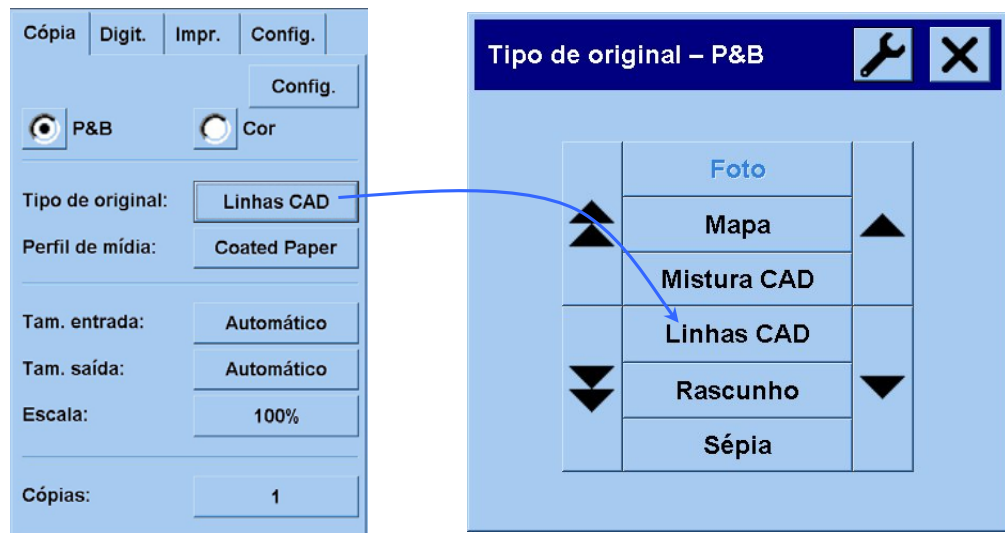 Cópia Digit. Impr. Config.
Config.
P&B Cor
Tipo de original: Linhas CAD
Perfil de mídia: Coated Paper
Tam. entrada: Automático
Tam. saída: Automático
Escala: 100%
Cópias: 1
Tipo de original – P&B
Foto
Mapa
Mistura CAD
Linhas CAD
Rascunho
Sépia